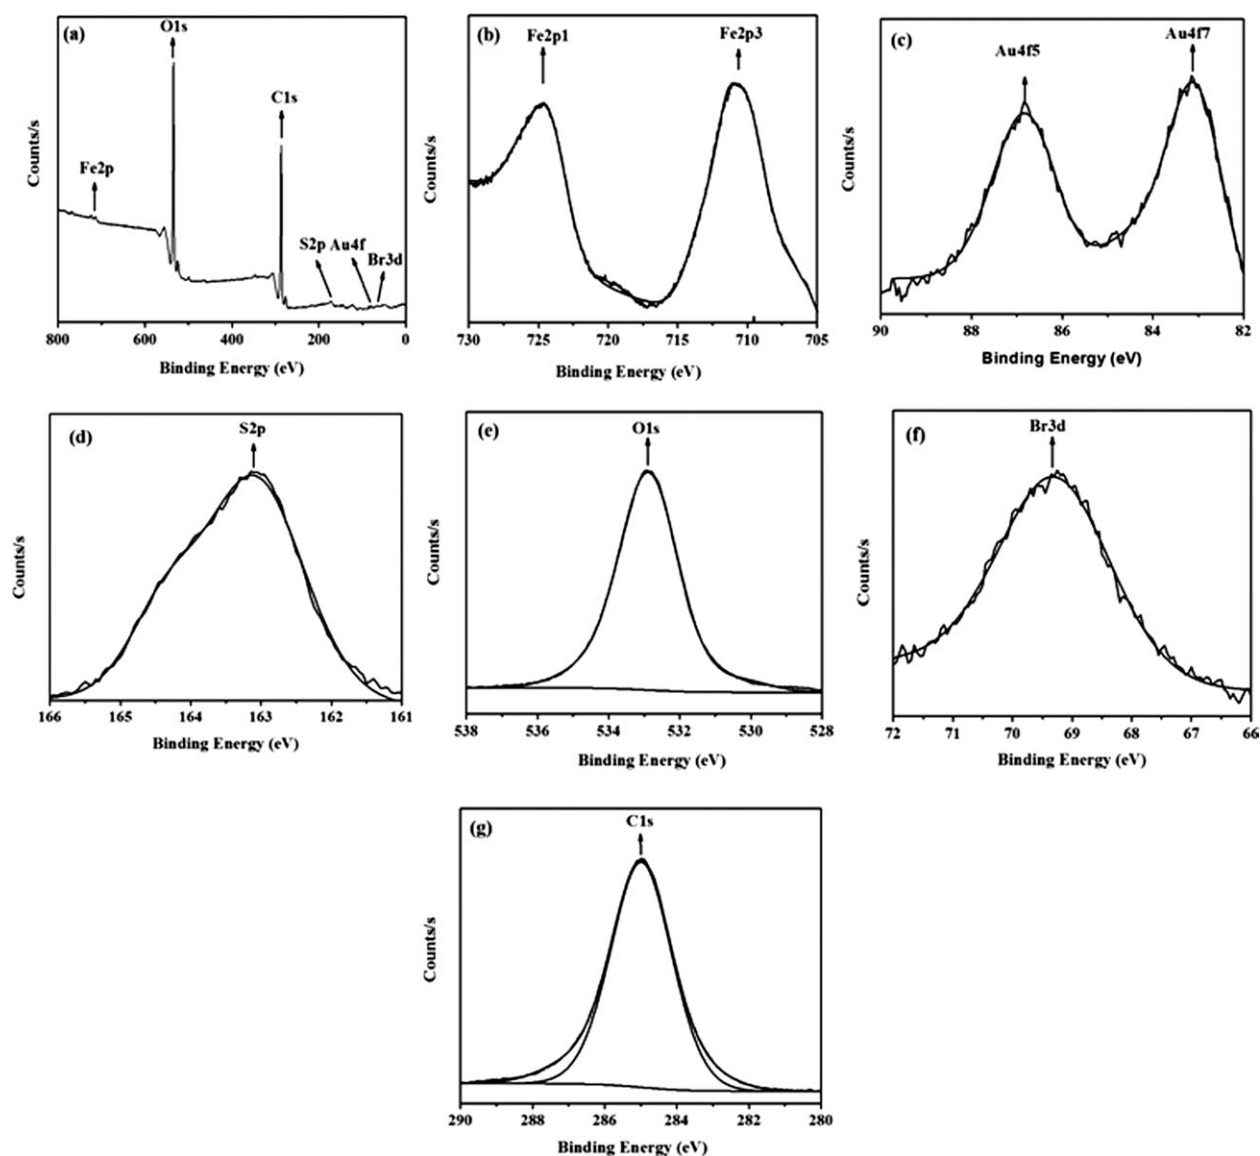 (a)
O1s
C1s
Fe2p
S2p Au4f
Br3d
Counts/s
800 600 400 200 0
Binding Energy (eV)
(b)
Fe2p1
Fe2p3
Counts/s
730 725 720 715 710 705
Binding Energy (eV)
(c)
Au4f5
Au4f7
Counts/s
90 88 86 84 82
Binding Energy (eV)
(d)
S2p
Counts/s
166 165 164 163 162 161
Binding Energy (eV)
(e)
O1s
Counts/s
538 536 534 532 530 528
Binding Energy (eV)
(f)
Br3d
Counts/s
72 71 70 69 68 67 66
Binding Energy (eV)
(g)
C1s
Counts/s
290 288 286 284 282 280
Binding Energy (eV)